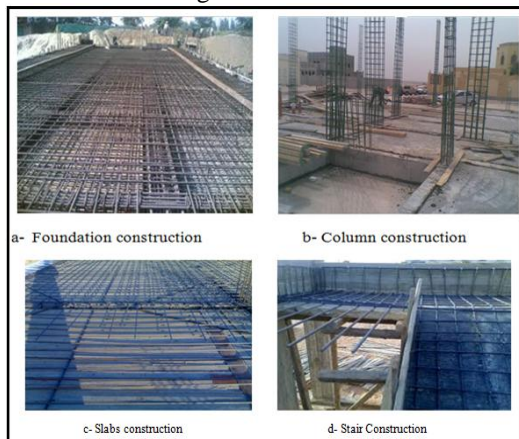 a- Foundation construction
b- Column construction
c- Slabs construction
d- Stair Construction